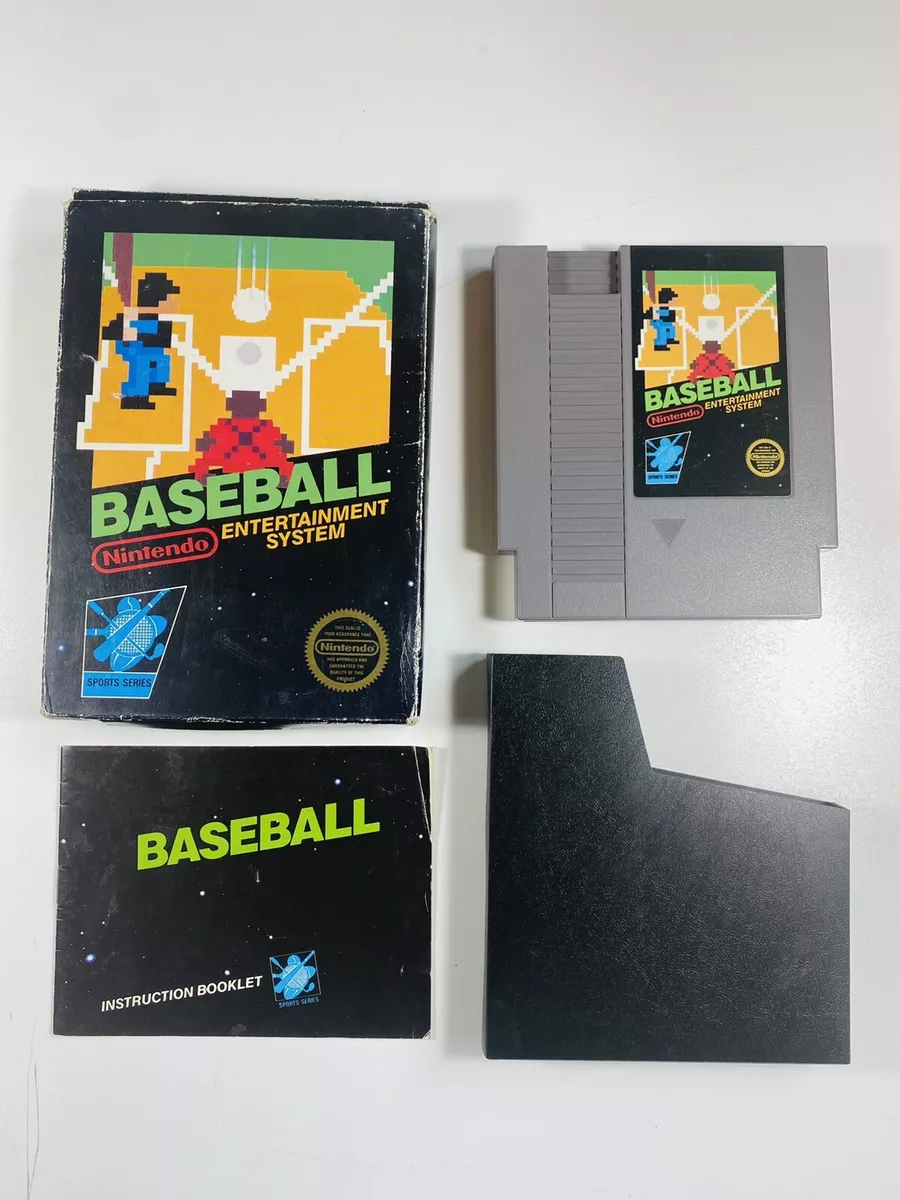 BASEBALL
Nintendo
ENTERTAINMENT
SYSTEM
SPORTS SERIES
THIS SEAL IS
YOUR ASSURANCE THAT
Nintendo
HAS APPROVED AND
GUARANTEED THE
QUALITY OF THIS
PRODUCT
BASEBALL
Nintendo
ENTERTAINMENT
SYSTEM
SPORTS SERIES
Nintendo
BASEBALL
INSTRUCTION BOOKLET
SPORTS SERIES